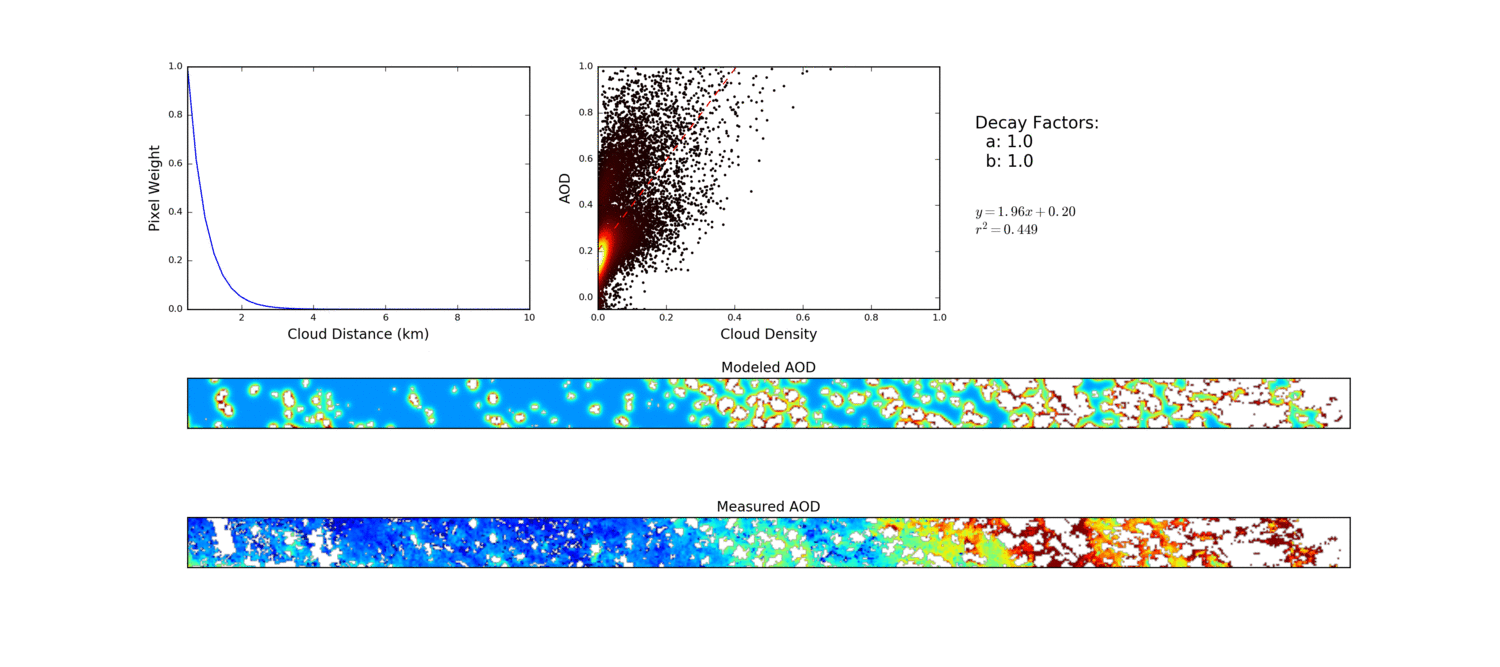 1.0
0.8
0.6
0.4
0.2
0.0
Pixel Weight
2 4 6 8 10
Cloud Distance (km)
1.0
0.8
0.6
0.4
0.2
0.0
AOD
0.0 0.2 0.4 0.6 0.8 1.0
Cloud Density
Decay Factors:
a: 1.0
b: 1.0
y = 1.96x + 0.20
r² = 0.449
Modeled AOD
Measured AOD